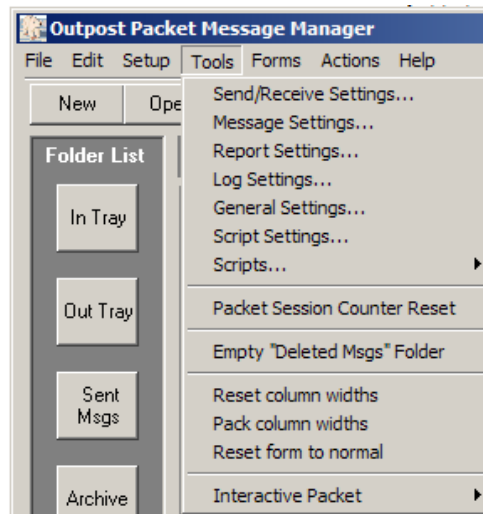 Outpost Packet Message Manager
File Edit Setup Tools Forms Actions Help
New Ope
Folder List
In Tray
Out Tray
Sent
Msgs
Archive
Send/Receive Settings...
Message Settings...
Report Settings...
Log Settings...
General Settings...
Script Settings...
Scripts...
Packet Session Counter Reset
Empty "Deleted Msgs" Folder
Reset column widths
Pack column widths
Reset form to normal
Interactive Packet